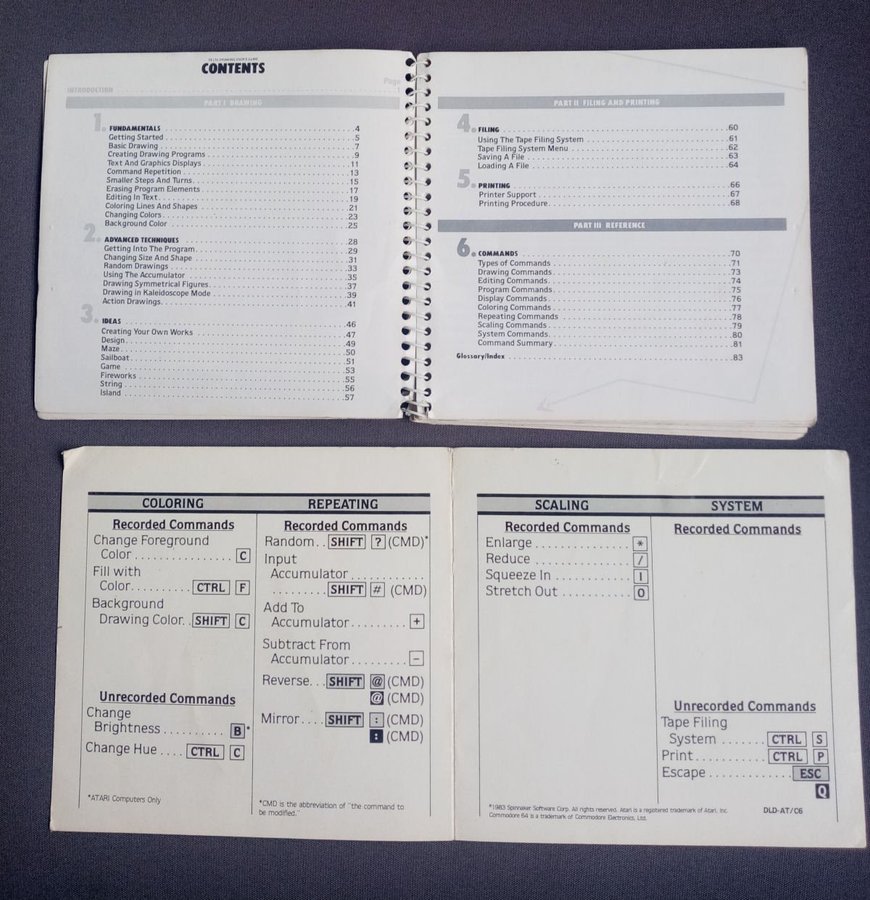 DELTA DRAWING USER'S GUIDE
CONTENTS
Page
INTRODUCTION . . . . . 1
PART I DRAWING
1. FUNDAMENTALS . . . . . 4
Getting Started . . . . . 5
Basic Drawing . . . . . 7
Creating Drawing Programs . . . . . 9
Text And Graphics Displays . . . . . 11
Command Repetition . . . . . 13
Smaller Steps And Turns . . . . . 15
Erasing Program Elements . . . . . 17
Editing In Text . . . . . 19
Coloring Lines And Shapes . . . . . 21
Changing Colors . . . . . 23
Background Color . . . . . 25
2. ADVANCED TECHNIQUES . . . . . 28
Getting Into The Program . . . . . 29
Changing Size And Shape . . . . . 31
Random Drawings . . . . . 33
Using The Accumulator . . . . . 35
Drawing Symmetrical Figures . . . . . 37
Drawing in Kaleidoscope Mode . . . . . 39
Action Drawings . . . . . 41
3. IDEAS . . . . . 46
Creating Your Own Works . . . . . 47
Design . . . . . 49
Maze . . . . . 50
Sailboat . . . . . 51
Game . . . . . 53
Fireworks . . . . . 55
String . . . . . 56
Island . . . . . 57
PART II FILING AND PRINTING
4. FILING . . . . . 60
Using The Tape Filing System . . . . . 61
Tape Filing System Menu . . . . . 62
Saving A File . . . . . 63
Loading A File . . . . . 64
5. PRINTING . . . . . 66
Printer Support . . . . . 67
Printing Procedure . . . . . 68
PART III REFERENCE
6. COMMANDS . . . . . 70
Types of Commands . . . . . 71
Drawing Commands . . . . . 73
Editing Commands . . . . . 74
Program Commands . . . . . 75
Display Commands . . . . . 76
Coloring Commands . . . . . 77
Repeating Commands . . . . . 78
Scaling Commands . . . . . 79
System Commands . . . . . 80
Command Summary . . . . . 81
Glossary/Index . . . . . 83
COLORING
Recorded Commands
Change Foreground
Color . . . . . C
Fill with
Color . . . . . CTRL F
Background
Drawing Color . . SHIFT C
Unrecorded Commands
Change
Brightness . . . . . B*
Change Hue . . . . CTRL C
*ATARI Computers Only
REPEATING
Recorded Commands
Random . . SHIFT ? (CMD)*
Input
Accumulator . . . . .
. . . . . SHIFT # (CMD)
Add To
Accumulator . . . . . +
Subtract From
Accumulator . . . . . −
Reverse . . . SHIFT @ (CMD)
@ (CMD)
Mirror . . . . SHIFT : (CMD)
: (CMD)
*CMD is the abbreviation of "the command to
be modified."
SCALING
Recorded Commands
Enlarge . . . . . *
Reduce . . . . . /
Squeeze In . . . . . I
Stretch Out . . . . . O
SYSTEM
Recorded Commands
Unrecorded Commands
Tape Filing
System . . . . . CTRL S
Print . . . . . CTRL P
Escape . . . . . ESC
Q
*1983 Spinnaker Software Corp. All rights reserved. Atari is a registered trademark of Atari, Inc.
Commodore 64 is a trademark of Commodore Electronics, Ltd.
DLD-AT/C6